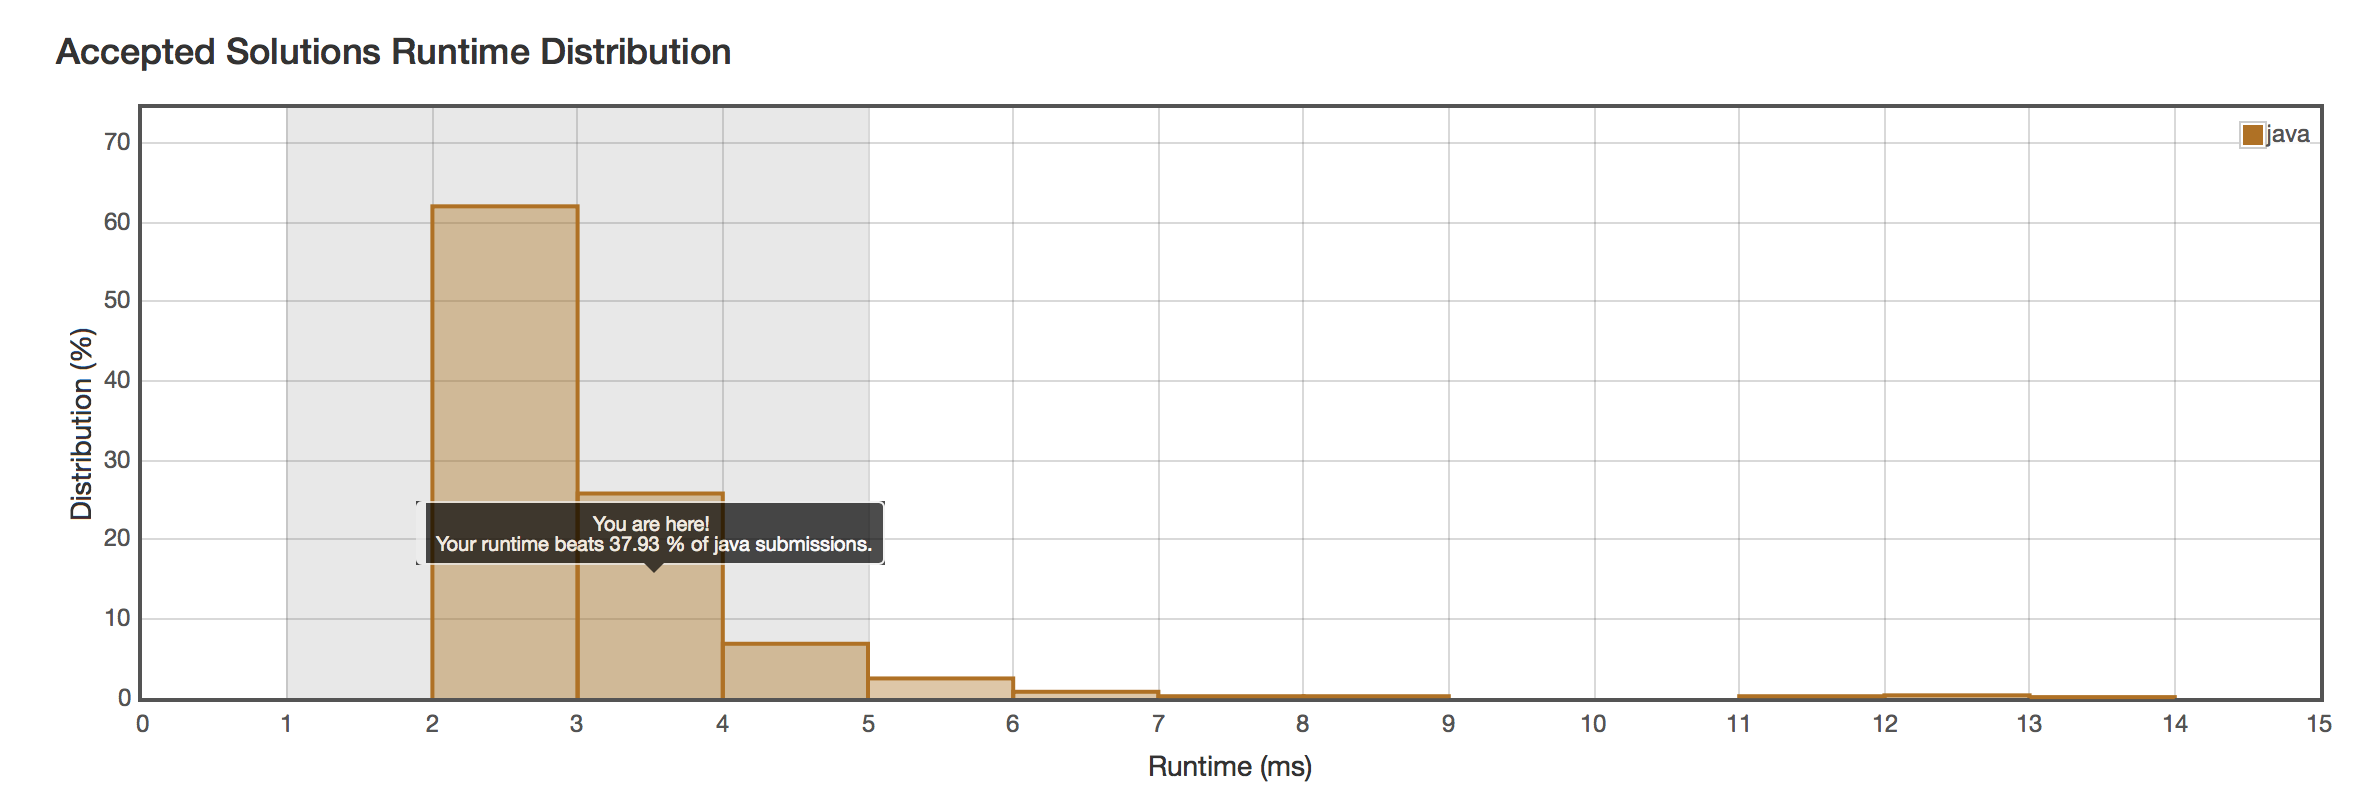 Accepted Solutions Runtime Distribution
java
Distribution (%)
70
60
50
40
30
20
10
0
You are here!
Your runtime beats 37.93 % of java submissions.
0 1 2 3 4 5 6 7 8 9 10 11 12 13 14 15
Runtime (ms)